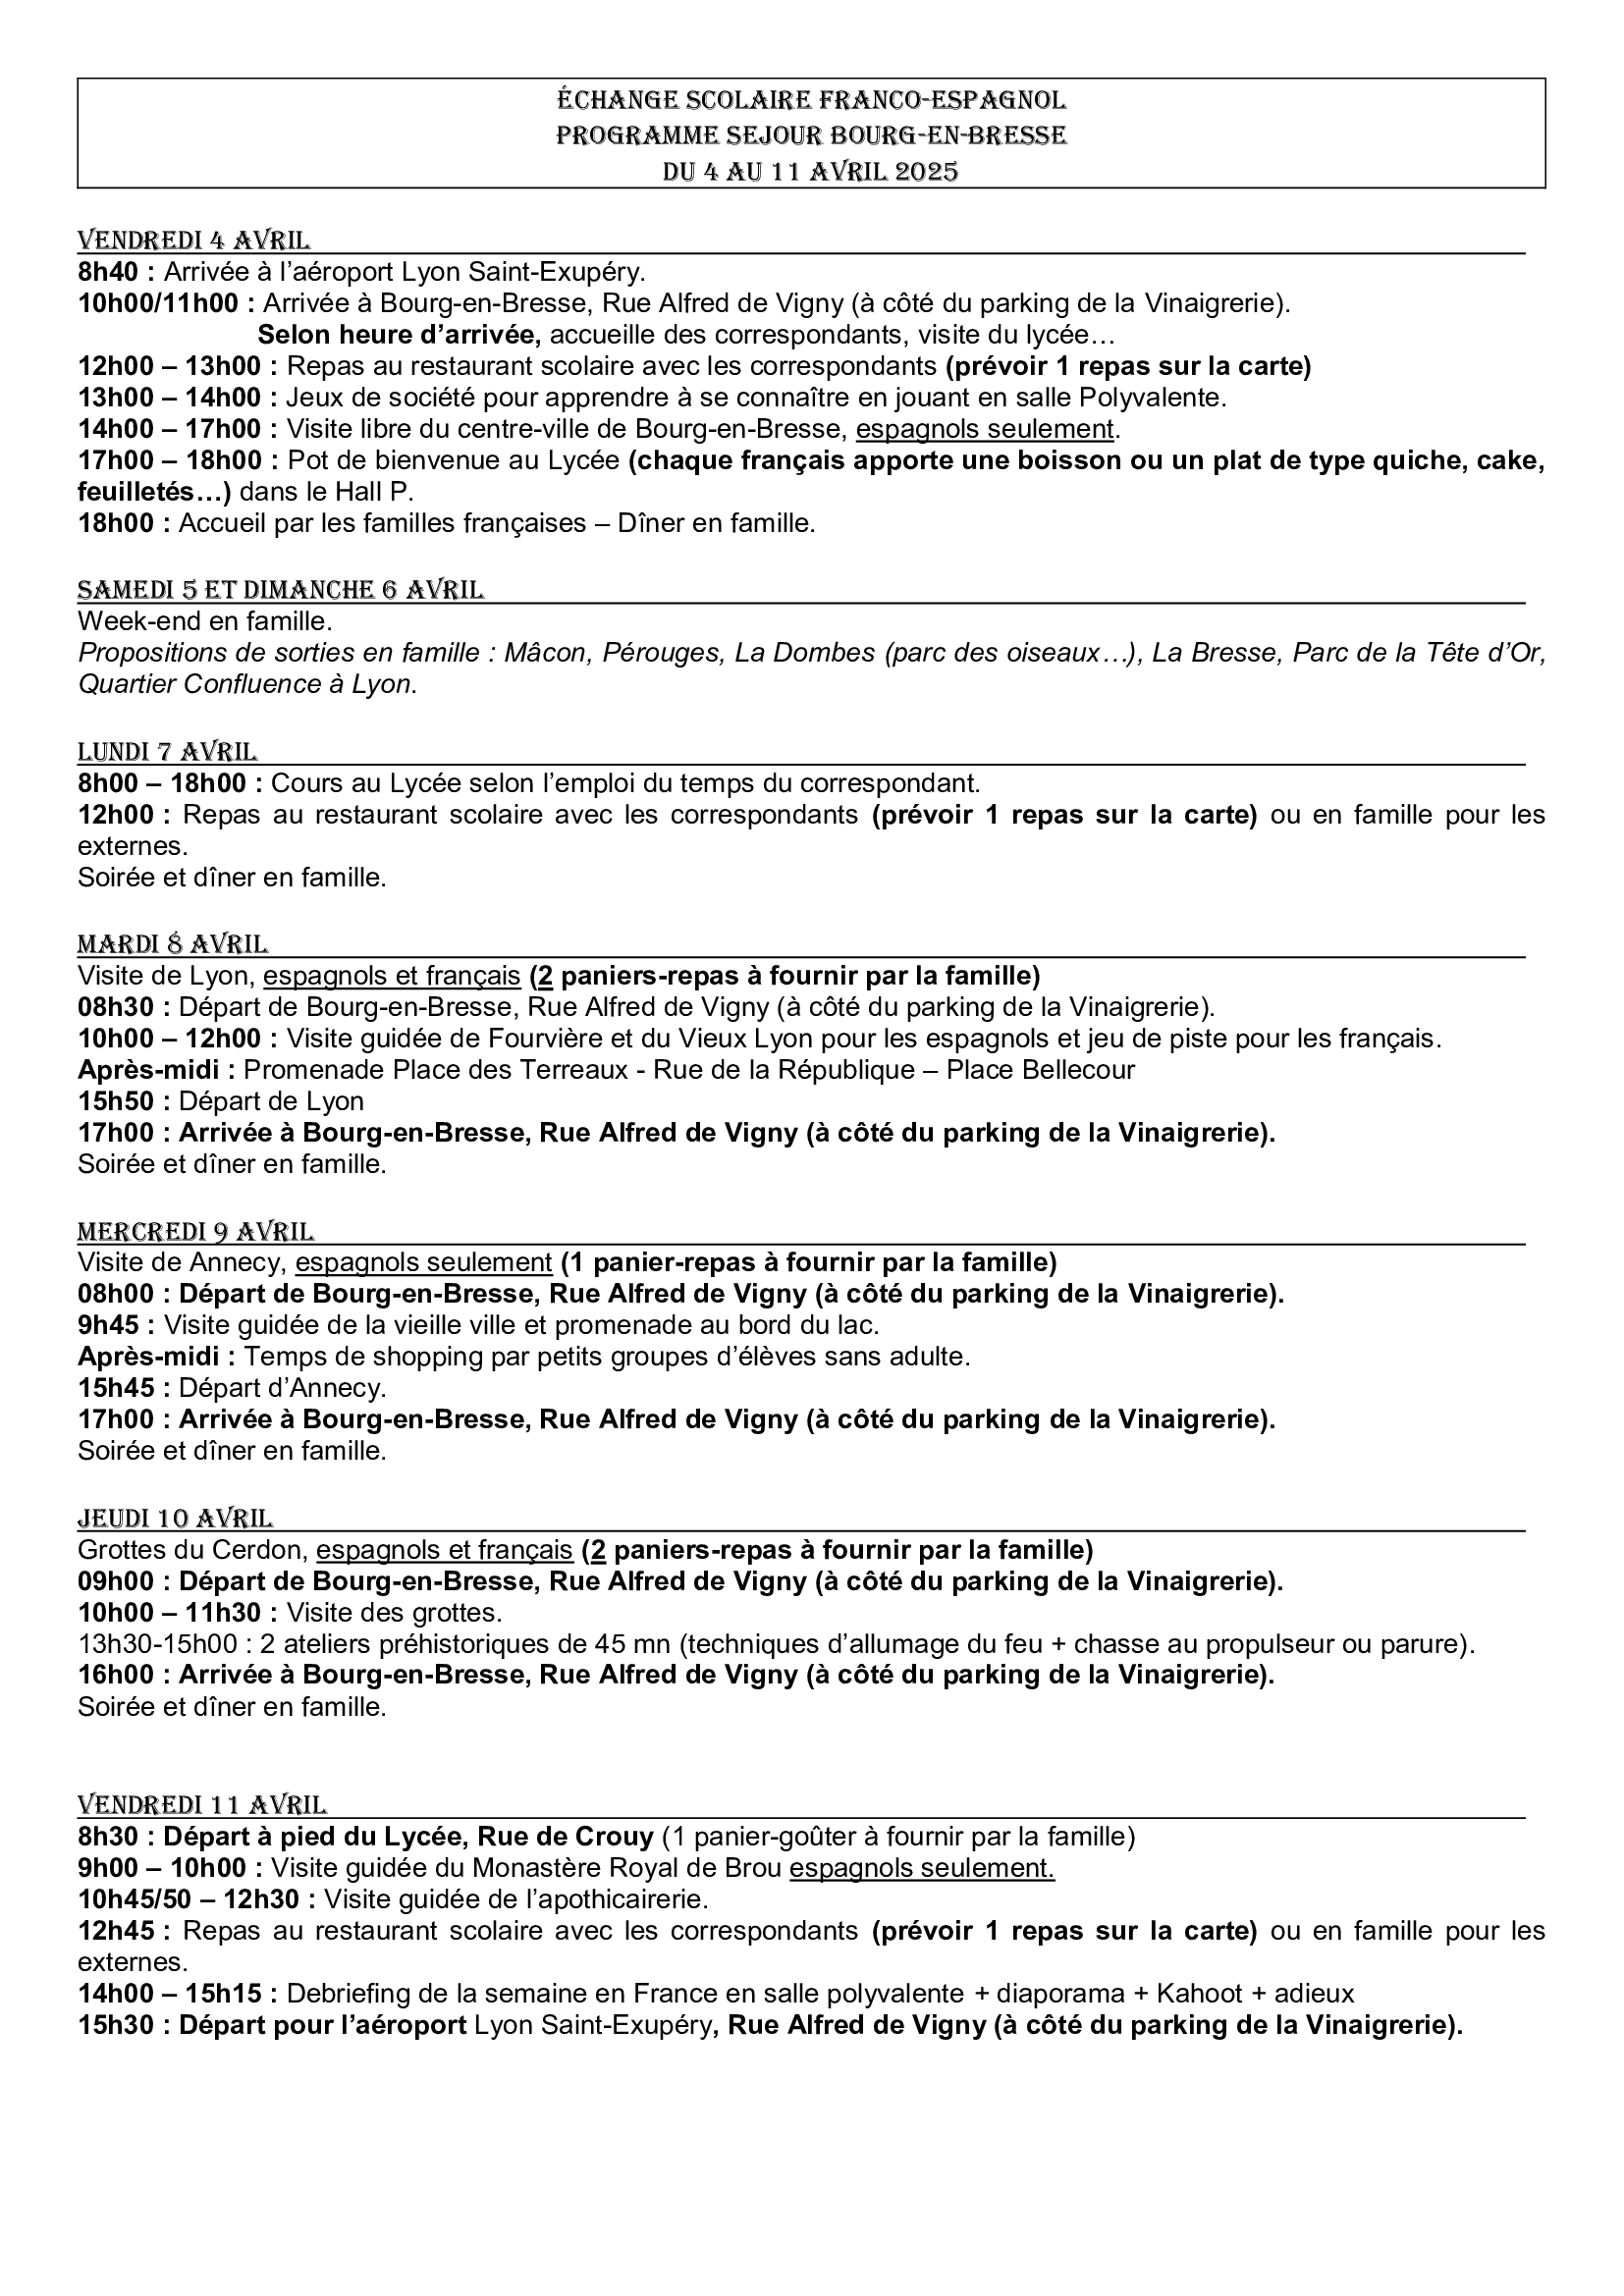 ÉCHANGE SCOLAIRE FRANCO-ESPAGNOL
PROGRAMME SEJOUR BOURG-EN-BRESSE
DU 4 AU 11 AVRIL 2025
VENDREDI 4 AVRIL
8h40 : Arrivée à l’aéroport Lyon Saint-Exupéry.
10h00/11h00 : Arrivée à Bourg-en-Bresse, Rue Alfred de Vigny (à côté du parking de la Vinaigrerie).
Selon heure d’arrivée, accueille des correspondants, visite du lycée…
12h00 – 13h00 : Repas au restaurant scolaire avec les correspondants (prévoir 1 repas sur la carte)
13h00 – 14h00 : Jeux de société pour apprendre à se connaître en jouant en salle Polyvalente.
14h00 – 17h00 : Visite libre du centre-ville de Bourg-en-Bresse, espagnols seulement.
17h00 – 18h00 : Pot de bienvenue au Lycée (chaque français apporte une boisson ou un plat de type quiche, cake,
feuilletés…) dans le Hall P.
18h00 : Accueil par les familles françaises – Dîner en famille.
SAMEDI 5 ET DIMANCHE 6 AVRIL
Week-end en famille.
Propositions de sorties en famille : Mâcon, Pérouges, La Dombes (parc des oiseaux…), La Bresse, Parc de la Tête d’Or,
Quartier Confluence à Lyon.
LUNDI 7 AVRIL
8h00 – 18h00 : Cours au Lycée selon l’emploi du temps du correspondant.
12h00 : Repas au restaurant scolaire avec les correspondants (prévoir 1 repas sur la carte) ou en famille pour les
externes.
Soirée et dîner en famille.
MARDI 8 AVRIL
Visite de Lyon, espagnols et français (2 paniers-repas à fournir par la famille)
08h30 : Départ de Bourg-en-Bresse, Rue Alfred de Vigny (à côté du parking de la Vinaigrerie).
10h00 – 12h00 : Visite guidée de Fourvière et du Vieux Lyon pour les espagnols et jeu de piste pour les français.
Après-midi : Promenade Place des Terreaux - Rue de la République – Place Bellecour
15h50 : Départ de Lyon
17h00 : Arrivée à Bourg-en-Bresse, Rue Alfred de Vigny (à côté du parking de la Vinaigrerie).
Soirée et dîner en famille.
MERCREDI 9 AVRIL
Visite de Annecy, espagnols seulement (1 panier-repas à fournir par la famille)
08h00 : Départ de Bourg-en-Bresse, Rue Alfred de Vigny (à côté du parking de la Vinaigrerie).
9h45 : Visite guidée de la vieille ville et promenade au bord du lac.
Après-midi : Temps de shopping par petits groupes d’élèves sans adulte.
15h45 : Départ d’Annecy.
17h00 : Arrivée à Bourg-en-Bresse, Rue Alfred de Vigny (à côté du parking de la Vinaigrerie).
Soirée et dîner en famille.
JEUDI 10 AVRIL
Grottes du Cerdon, espagnols et français (2 paniers-repas à fournir par la famille)
09h00 : Départ de Bourg-en-Bresse, Rue Alfred de Vigny (à côté du parking de la Vinaigrerie).
10h00 – 11h30 : Visite des grottes.
13h30-15h00 : 2 ateliers préhistoriques de 45 mn (techniques d’allumage du feu + chasse au propulseur ou parure).
16h00 : Arrivée à Bourg-en-Bresse, Rue Alfred de Vigny (à côté du parking de la Vinaigrerie).
Soirée et dîner en famille.
VENDREDI 11 AVRIL
8h30 : Départ à pied du Lycée, Rue de Crouy (1 panier-goûter à fournir par la famille)
9h00 – 10h00 : Visite guidée du Monastère Royal de Brou espagnols seulement.
10h45/50 – 12h30 : Visite guidée de l’apothicairerie.
12h45 : Repas au restaurant scolaire avec les correspondants (prévoir 1 repas sur la carte) ou en famille pour les
externes.
14h00 – 15h15 : Debriefing de la semaine en France en salle polyvalente + diaporama + Kahoot + adieux
15h30 : Départ pour l’aéroport Lyon Saint-Exupéry, Rue Alfred de Vigny (à côté du parking de la Vinaigrerie).